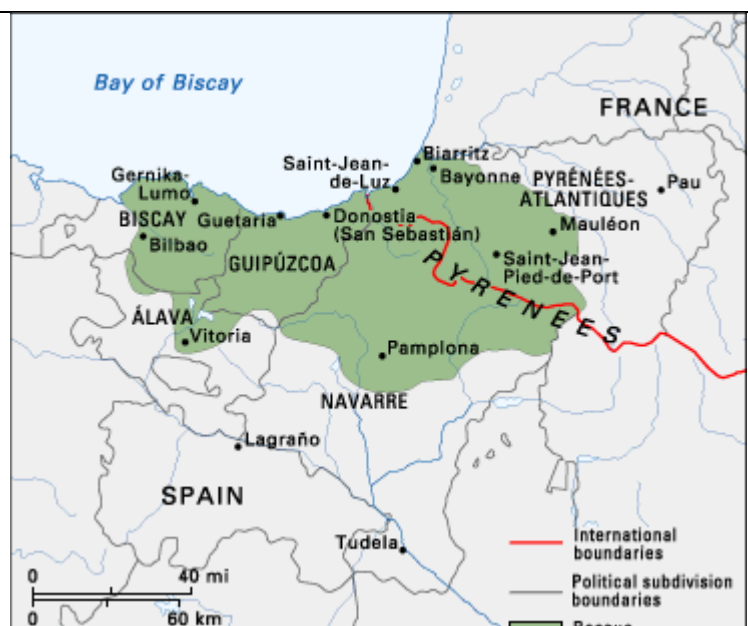 Bay of Biscay
FRANCE
Biarritz
Saint-Jean-
de-Luz
Bayonne
PYRÉNÉES-
ATLANTIQUES
Pau
Gernika-
Lumo
BISCAY
Guetaria
Donostia
(San Sebastián)
Mauléon
Bilbao
GUIPÚZCOA
Saint-Jean-
Pied-de-Port
PYRENEES
ÁLAVA
Vitoria
Pamplona
NAVARRE
Lagraño
SPAIN
Tudela
International
boundaries
Political subdivision
boundaries
0 40 mi
0 60 km